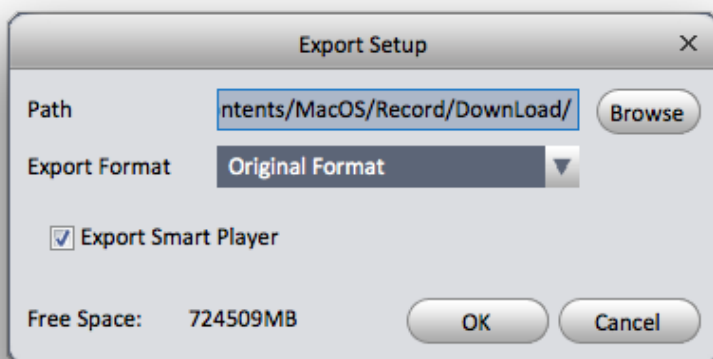 Export Setup
Path ontents/MacOS/Record/DownLoad/ Browse
Export Format Original Format
Export Smart Player
Free Space: 724509MB OK Cancel